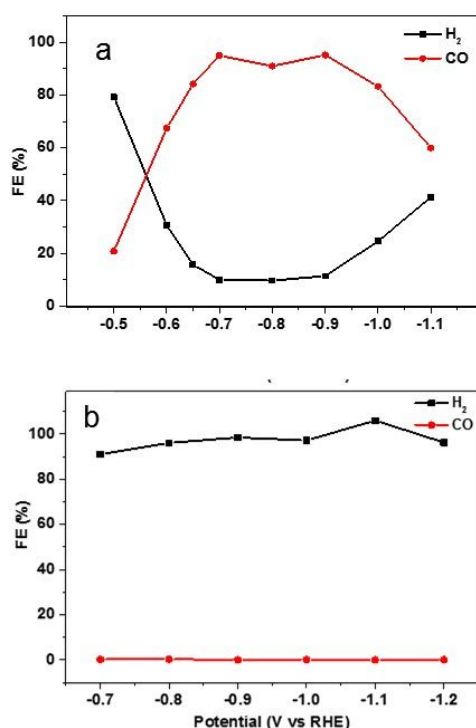 a
H₂
CO
FE (%)
100
80
60
40
20
0
-0.5 -0.6 -0.7 -0.8 -0.9 -1.0 -1.1
b
H₂
CO
FE (%)
100
80
60
40
20
0
-0.7 -0.8 -0.9 -1.0 -1.1 -1.2
Potential (V vs RHE)